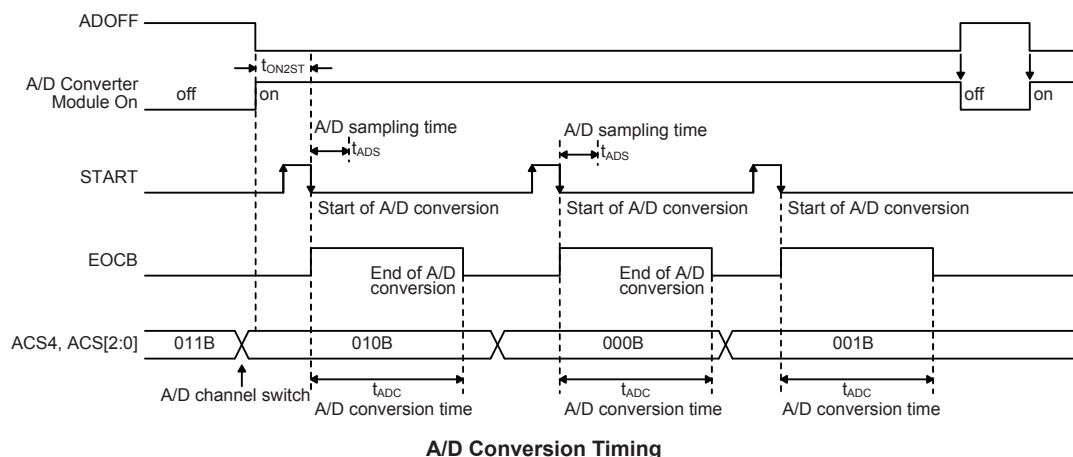 ADOFF
tON2ST
A/D Converter
Module On
off
on
off
on
A/D sampling time
tADS
A/D sampling time
tADS
START
Start of A/D conversion
Start of A/D conversion
Start of A/D conversion
EOCB
End of A/D
conversion
End of A/D
conversion
ACS4, ACS[2:0]
011B
010B
000B
001B
A/D channel switch
tADC
A/D conversion time
tADC
A/D conversion time
tADC
A/D conversion time
A/D Conversion Timing